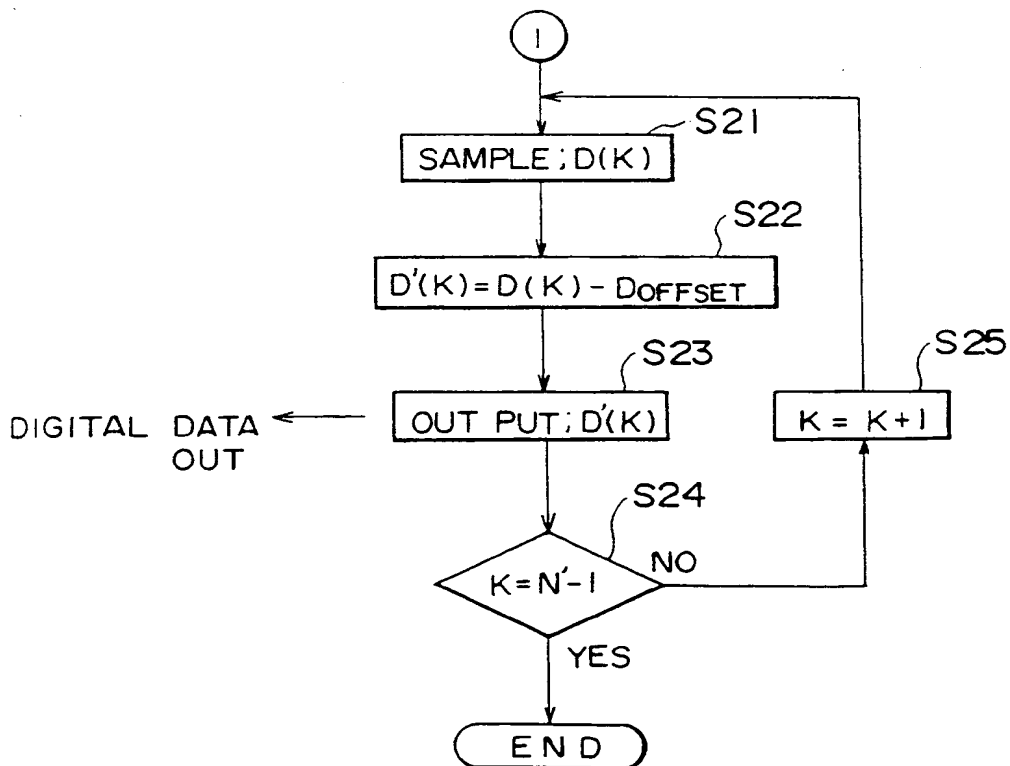 1
S21
SAMPLE; D(K)
S22
D'(K)=D(K)-DOFFSET
S23
OUT PUT; D'(K)
DIGITAL DATA
OUT
S25
K = K+1
S24
K=N'-1
NO
YES
END